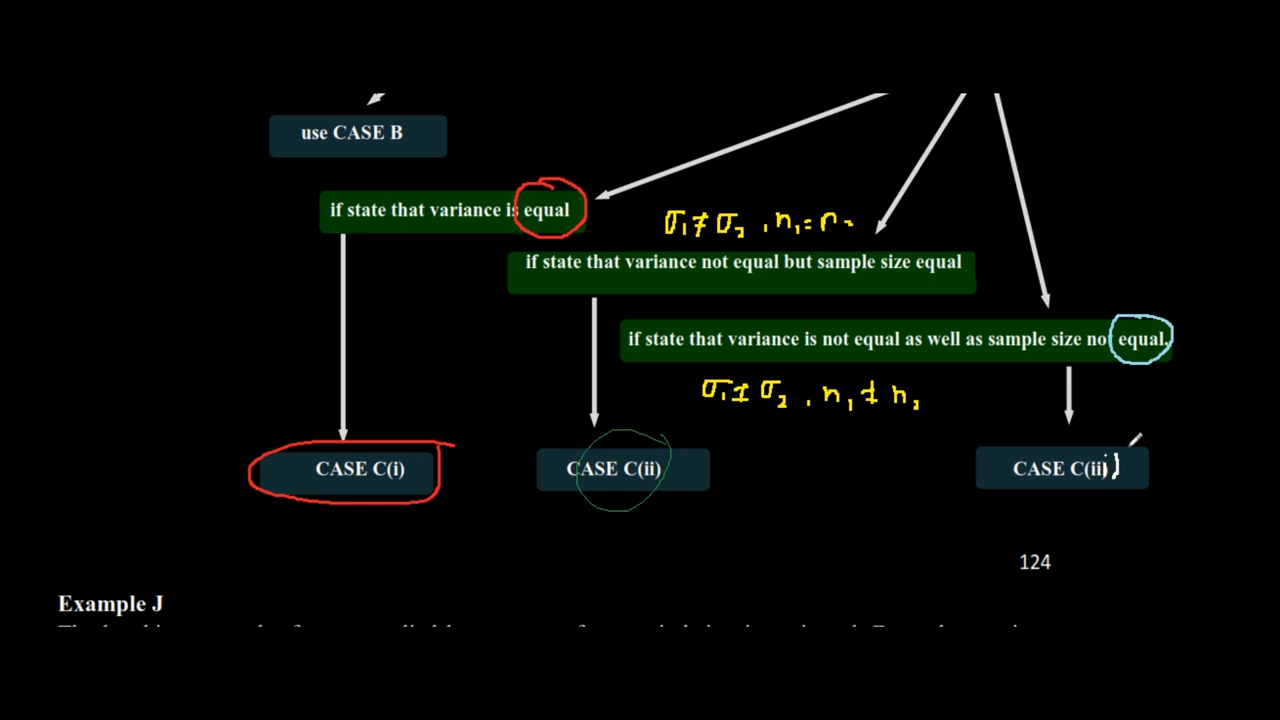 use CASE B
if state that variance is equal
σ₁ ≠ σ₂ , n₁ = n₂
if state that variance not equal but sample size equal
if state that variance is not equal as well as sample size not equal.
σ₁ ≠ σ₂ , n₁ ≠ n₂
CASE C(i)
CASE C(ii)
CASE C(iii)
124
Example J